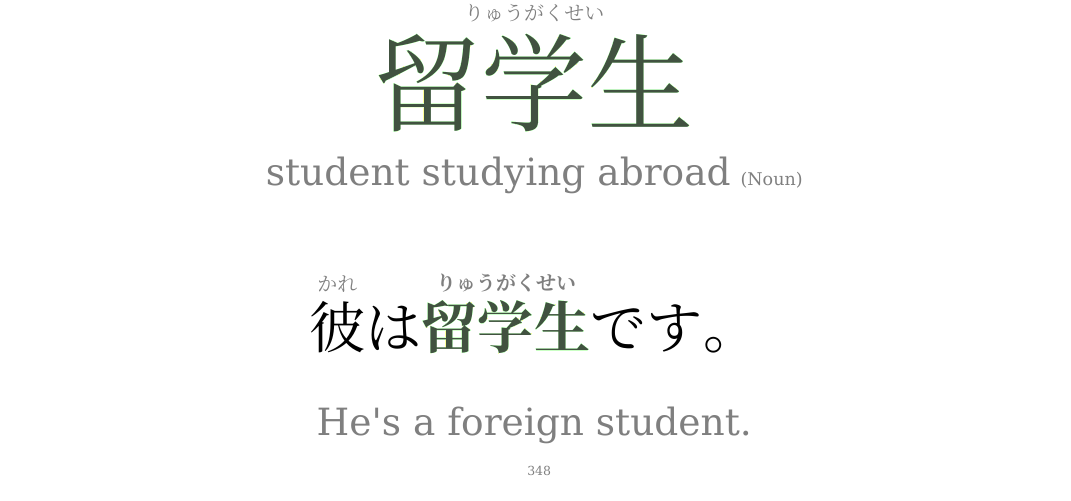 りゅうがくせい
留学生
student studying abroad (Noun)
かれ りゅうがくせい
彼は留学生です。
He's a foreign student.
348